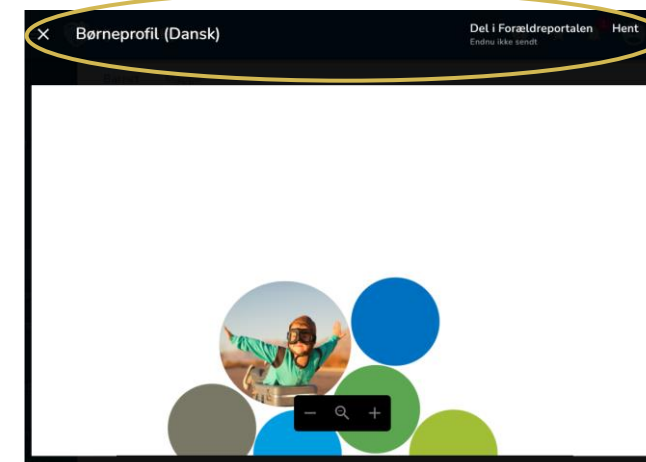 Børneprofil (Dansk)
Del i Forældreportalen
Hent
Endnu ikke sendt